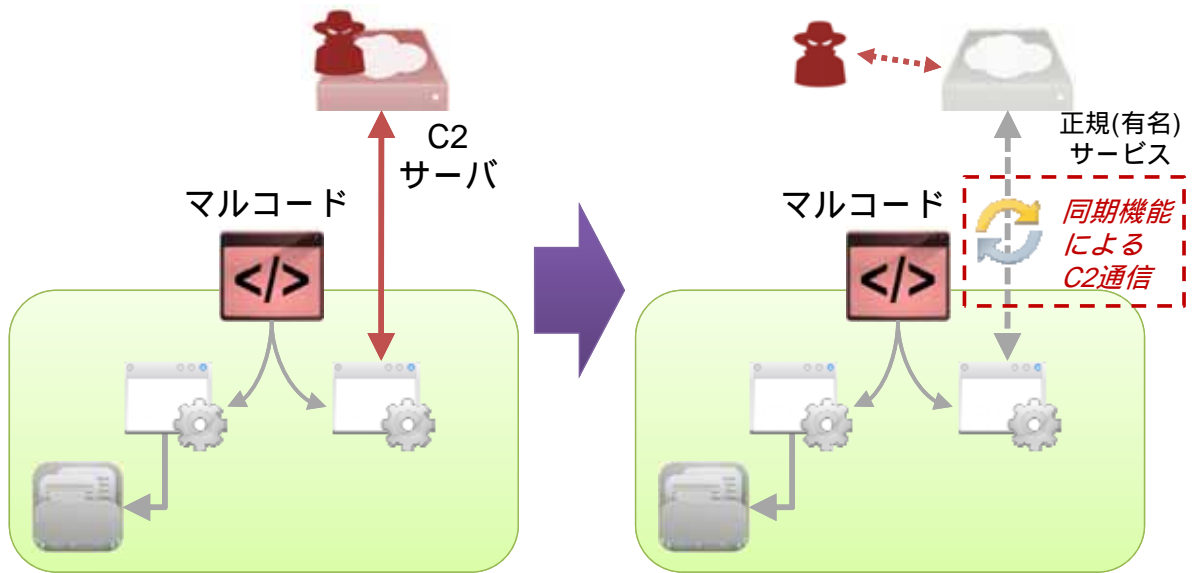 C2
サーバ
マルコード
</>
正規(有名)
サービス
マルコード
同期機能
による
C2通信
</>